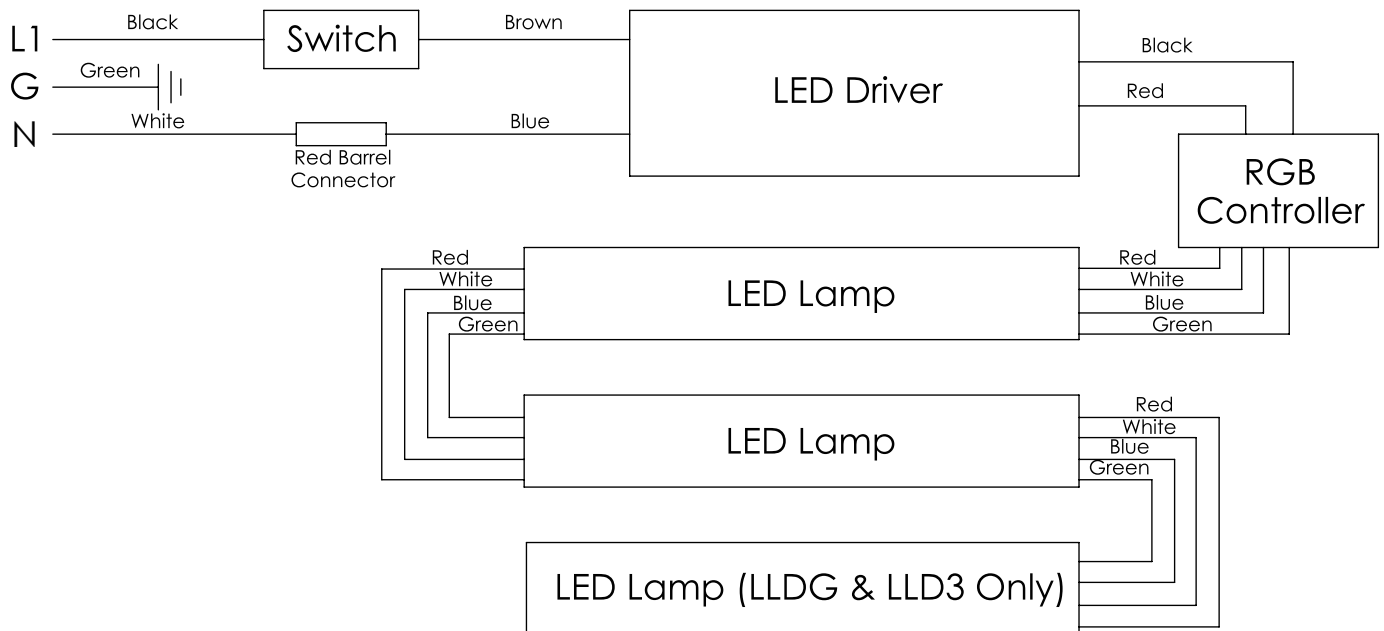 L1
Black
Switch
Brown
LED Driver
Black
G
Green
Red
N
White
Red Barrel
Connector
Blue
RGB
Controller
Red
White
Blue
Green
LED Lamp
Red
White
Blue
Green
LED Lamp
Red
White
Blue
Green
LED Lamp (LLDG & LLD3 Only)